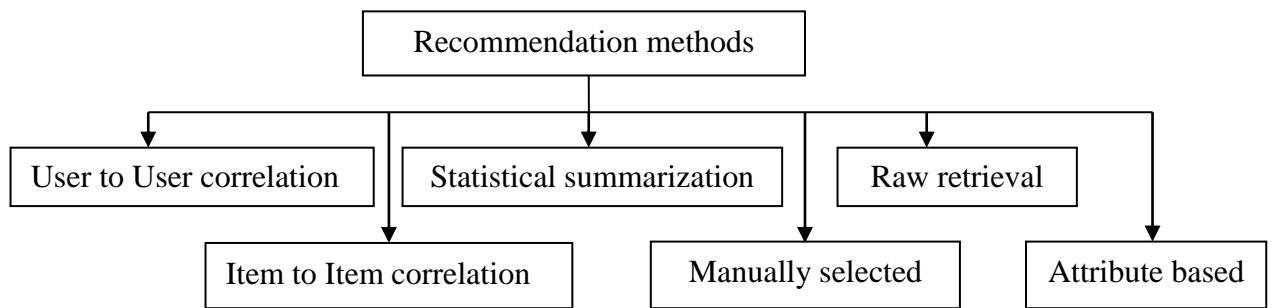 Recommendation methods
User to User correlation
Statistical summarization
Raw retrieval
Item to Item correlation
Manually selected
Attribute based